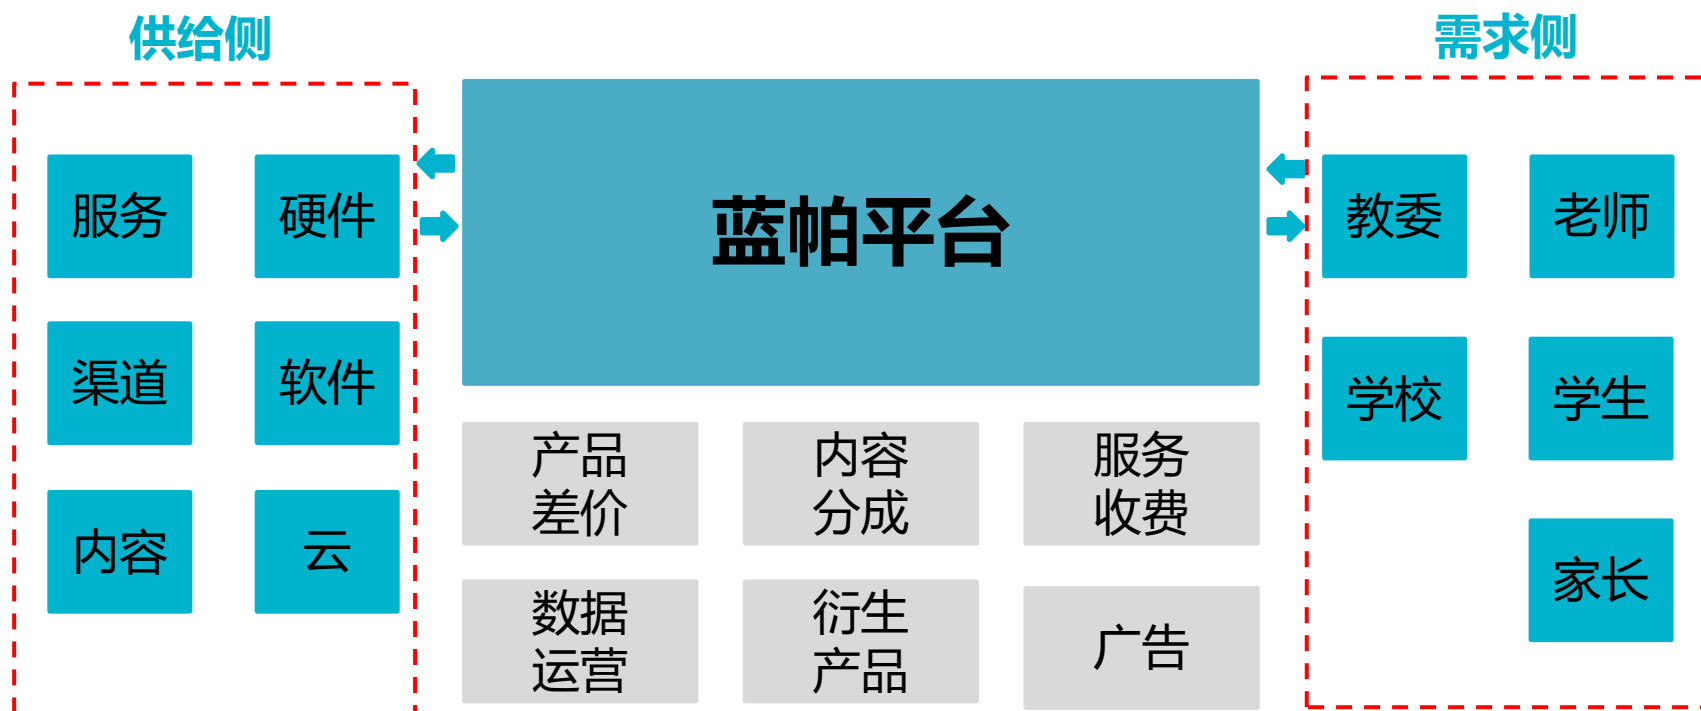 供给侧
需求侧
服务
硬件
渠道
软件
内容
云
蓝帕平台
产品
差价
内容
分成
服务
收费
数据
运营
衍生
产品
广告
教委
老师
学校
学生
家长